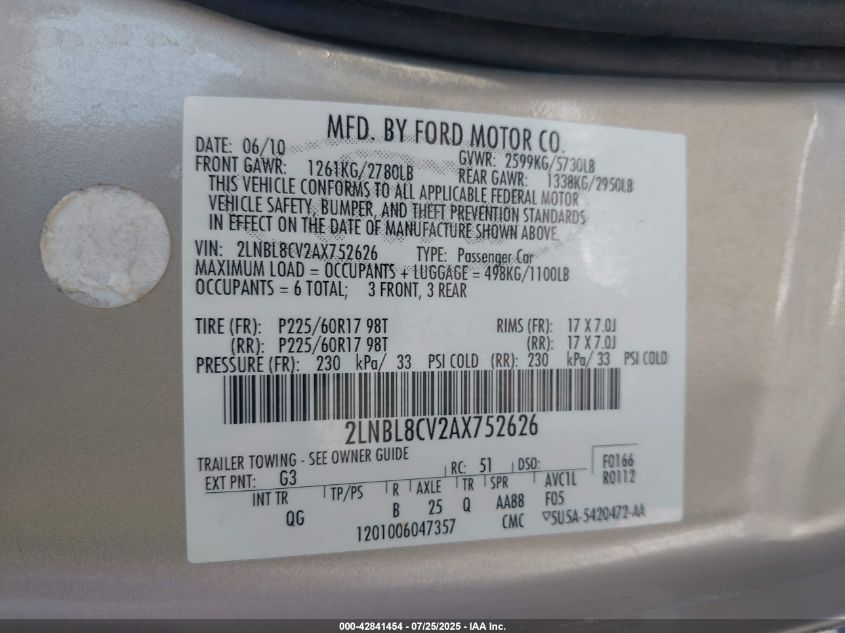 MFD. BY FORD MOTOR CO.
DATE: 06/10 GVWR: 2599KG/5730LB
FRONT GAWR: 1261KG/2780LB REAR GAWR: 1338KG/2950LB
THIS VEHICLE CONFORMS TO ALL APPLICABLE FEDERAL MOTOR
VEHICLE SAFETY, BUMPER, AND THEFT PREVENTION STANDARDS
IN EFFECT ON THE DATE OF MANUFACTURE SHOWN ABOVE.
VIN: 2LNBL8CV2AX752626 TYPE: Passenger Car
MAXIMUM LOAD = OCCUPANTS + LUGGAGE = 498KG/1100LB
OCCUPANTS = 6 TOTAL; 3 FRONT, 3 REAR
TIRE (FR): P225/60R17 98T RIMS (FR): 17 X 7.0J
(RR): P225/60R17 98T (RR): 17 X 7.0J
PRESSURE (FR): 230 kPa/ 33 PSI COLD (RR): 230 kPa/ 33 PSI COLD
2LNBL8CV2AX752626
TRAILER TOWING - SEE OWNER GUIDE
EXT PNT: G3 RC: 51 DSO: F0166
R0112
INT TR TP/PS R AXLE TR SPR AVC1L
QG B 25 Q AA88 F05
1201006047357 CMC ▽5U5A-5420472-AA
000-42841454 - 07/25/2025 - IAA Inc.